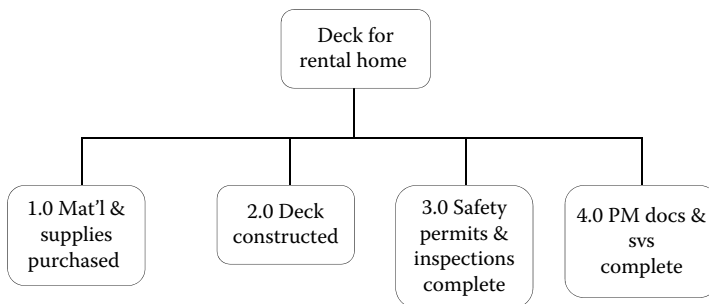 Deck for
rental home
1.0 Mat’l &
supplies
purchased
2.0 Deck
constructed
3.0 Safety
permits &
inspections
complete
4.0 PM docs &
svs
complete